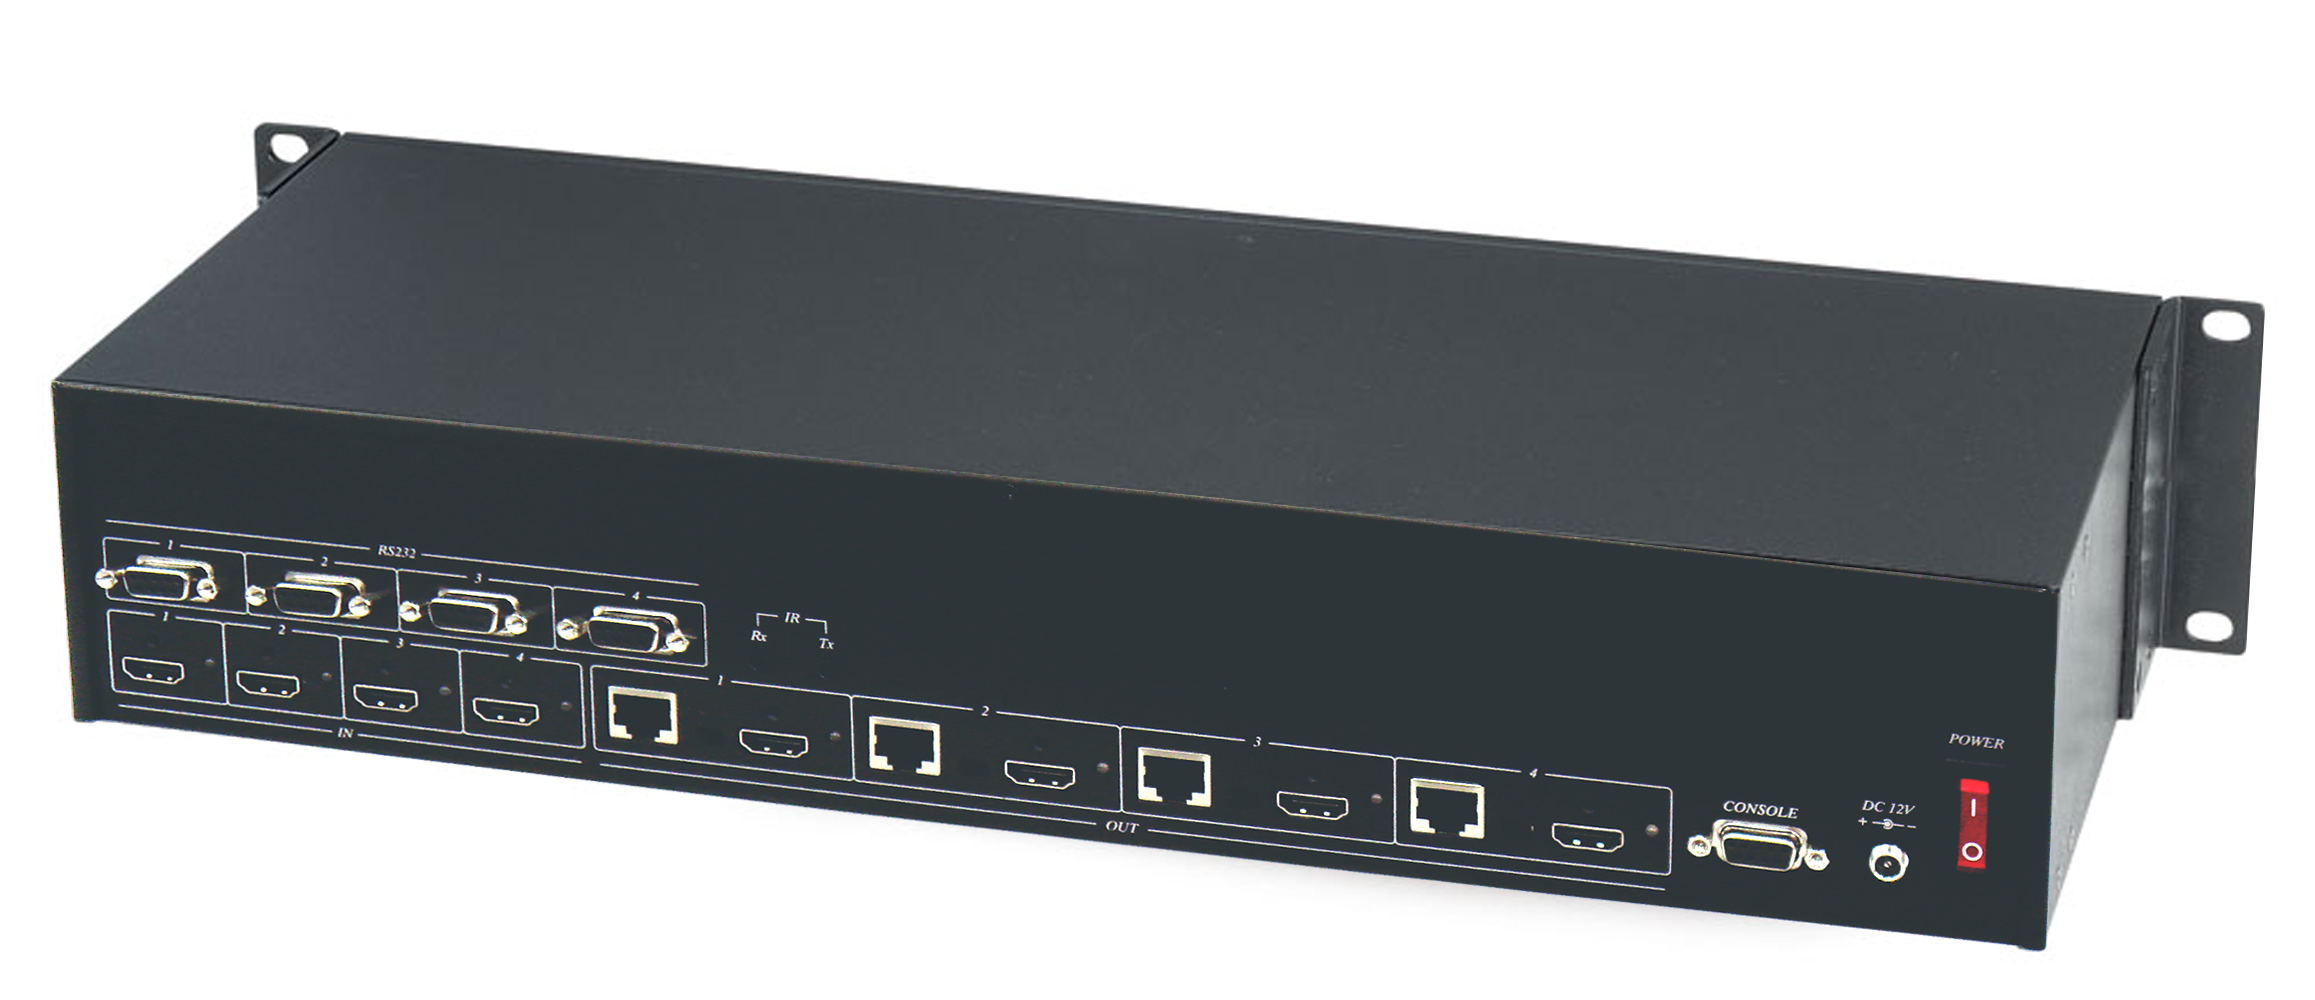 RS232
1 2 3 4
IR
Rx Tx
1 2 3 4
IN
1 2 3 4
OUT
CONSOLE
DC 12V
+ -
POWER
I
O